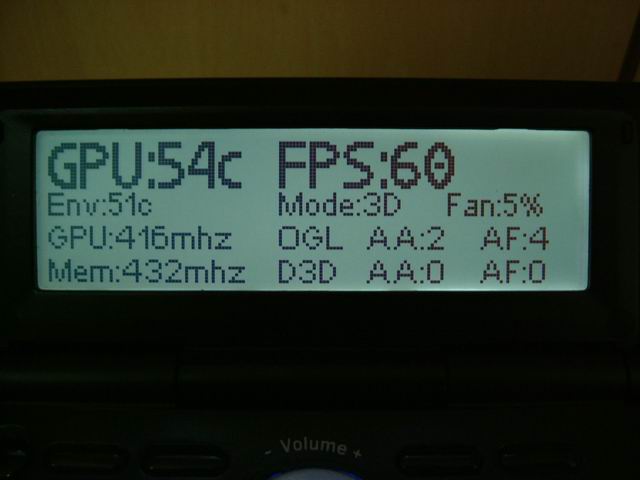 GPU:54c FPS:60
Env:51c Mode:3D Fan:5%
GPU:416mhz OGL AA:2 AF:4
Mem:432mhz D3D AA:0 AF:0
- Volume +